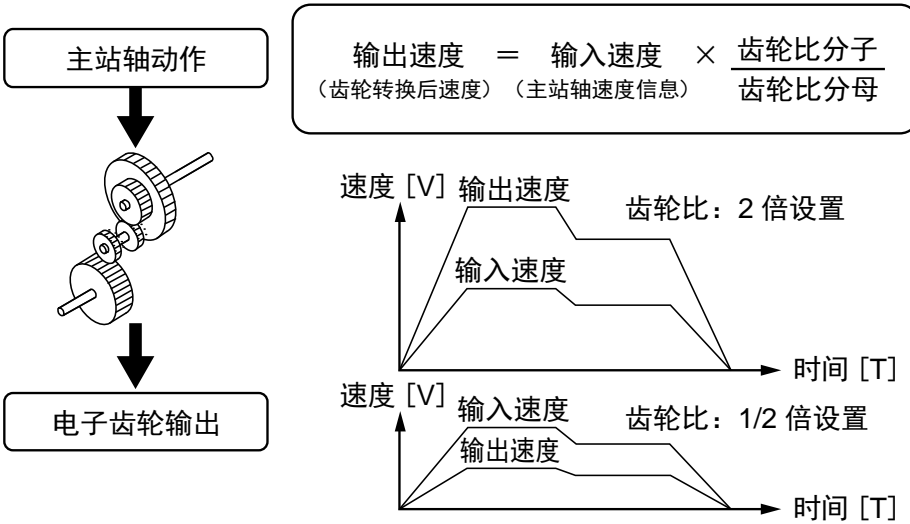 主站轴动作
输出速度 ＝ 输入速度 × 齿轮比分子
齿轮比分母
（齿轮转换后速度）（主站轴速度信息）
速度 [V]
输出速度
齿轮比：2 倍设置
输入速度
时间 [T]
电子齿轮输出
速度 [V]
输入速度
齿轮比：1/2 倍设置
输出速度
时间 [T]